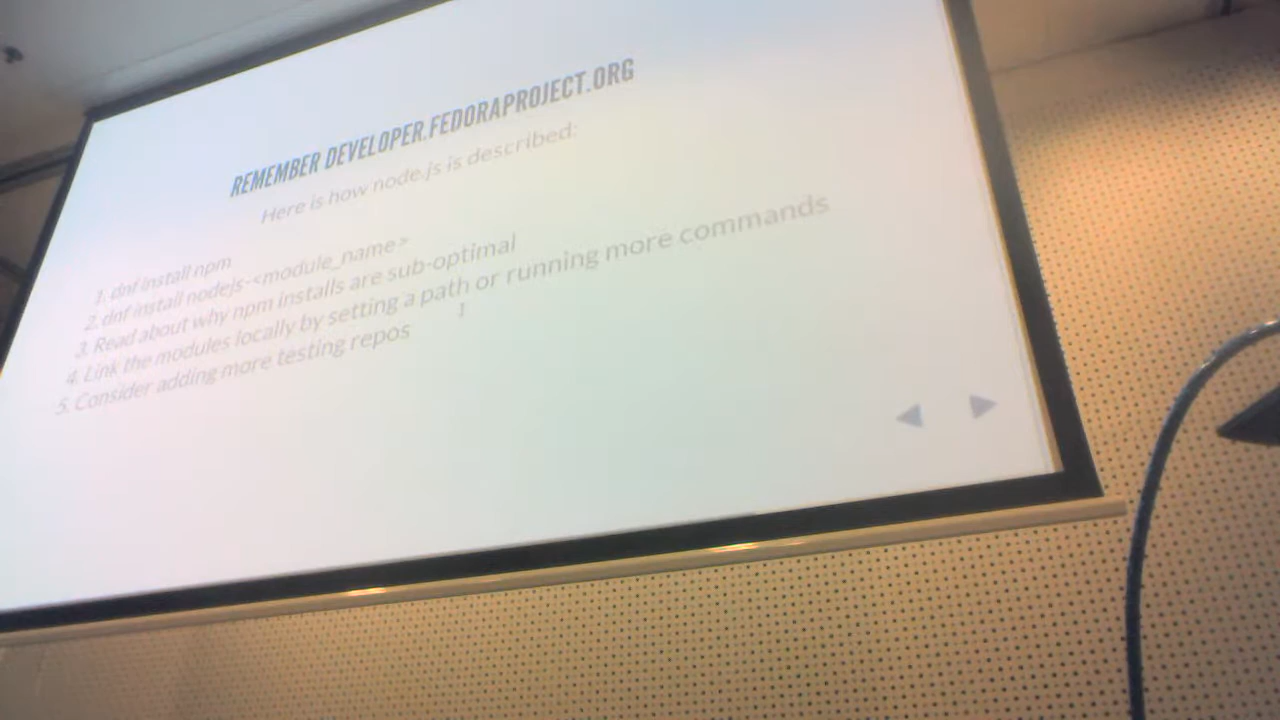 REMEMBER DEVELOPER.FEDORAPROJECT.ORG
Here is how node.js is described:
1. dnf install npm
2. dnf install nodejs-<module_name>
3. Read about why npm installs are sub-optimal
4. Link the modules locally by setting a path or running more commands
5. Consider adding more testing repos